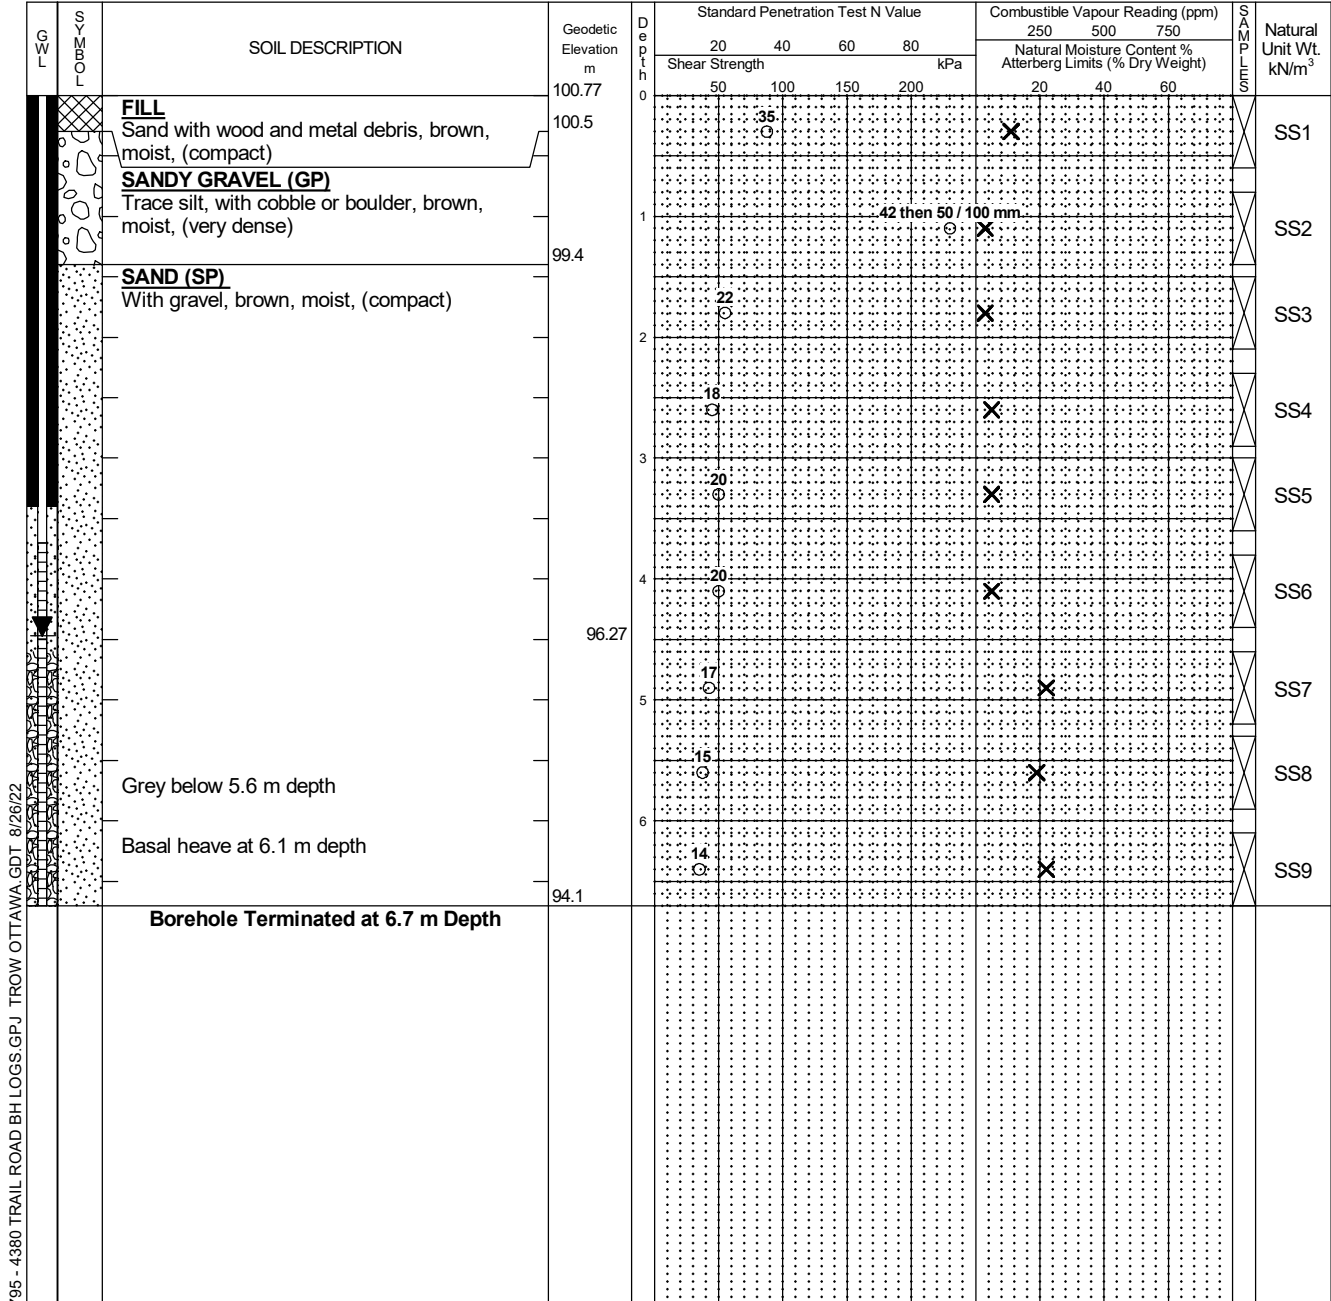 GWL
SYMBOL
SOIL DESCRIPTION
Geodetic
Elevation
m
Depth
Standard Penetration Test N Value
20 40 60 80
Shear Strength kPa
50 100 150 200
Combustible Vapour Reading (ppm)
250 500 750
Natural Moisture Content %
Atterberg Limits (% Dry Weight)
20 40 60
SAMPLES
Natural
Unit Wt.
kN/m³
100.77
0
FILL
Sand with wood and metal debris, brown,
moist, (compact)
100.5
35
SS1
SANDY GRAVEL (GP)
Trace silt, with cobble or boulder, brown,
moist, (very dense)
1
42 then 50 / 100 mm
SS2
99.4
SAND (SP)
With gravel, brown, moist, (compact)
22
SS3
2
18
SS4
3
20
SS5
4
20
SS6
96.27
17
SS7
5
15
SS8
Grey below 5.6 m depth
6
Basal heave at 6.1 m depth
14
SS9
94.1
Borehole Terminated at 6.7 m Depth
795 - 4380 TRAIL ROAD BH LOGS.GPJ TROW OTTAWA.GDT 8/26/22